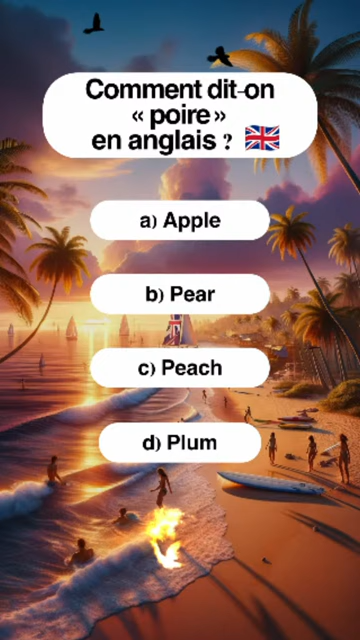 Comment dit-on
« poire »
en anglais ? 🇬🇧
a) Apple
b) Pear
c) Peach
d) Plum